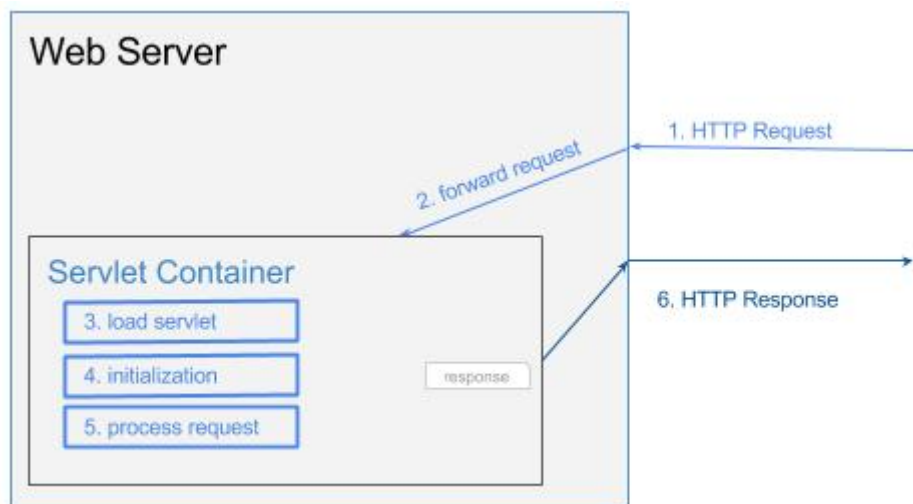 Web Server
1. HTTP Request
2. forward request
Servlet Container
3. load servlet
6. HTTP Response
4. initialization
response
5. process request